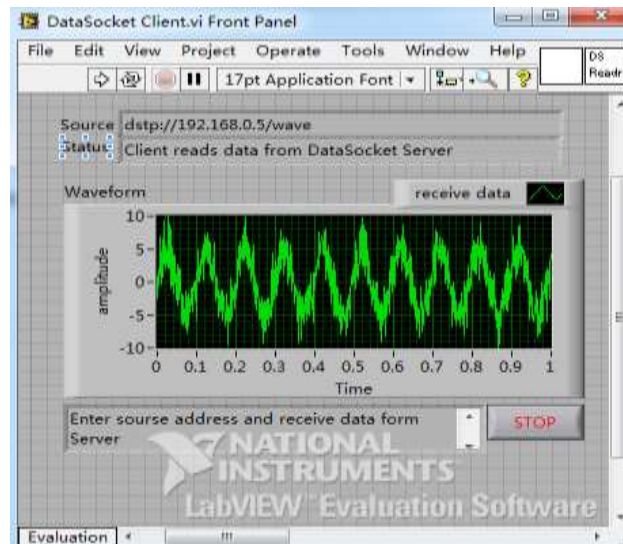 DataSocket Client.vi Front Panel
File Edit View Project Operate Tools Window Help
17pt Application Font
DS
Readr
Source dstp://192.168.0.5/wave
Status Client reads data from DataSocket Server
Waveform
receive data
amplitude
10
5
0
-5
-10
0 0.1 0.2 0.3 0.4 0.5 0.6 0.7 0.8 0.9 1
Time
Enter sourse address and receive data form
Server
STOP
NATIONAL
INSTRUMENTS
LabVIEW™ Evaluation Software
Evaluation